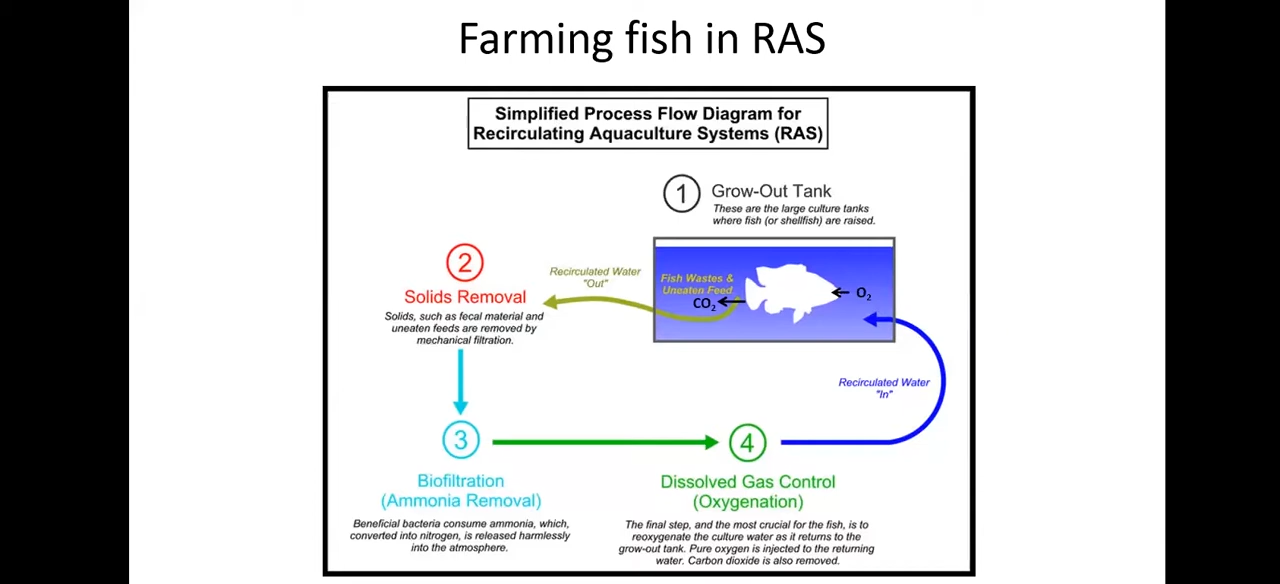 Farming fish in RAS
Simplified Process Flow Diagram for
Recirculating Aquaculture Systems (RAS)
1
Grow-Out Tank
These are the large culture tanks
where fish (or shellfish) are raised.
2
Solids Removal
Solids, such as fecal material and
uneaten feeds are removed by
mechanical filtration.
Recirculated Water
"Out"
Fish Wastes &
Uneaten Feed
CO₂
O₂
Recirculated Water
"In"
3
Biofiltration
(Ammonia Removal)
Beneficial bacteria consume ammonia, which,
converted into nitrogen, is released harmlessly
into the atmosphere.
4
Dissolved Gas Control
(Oxygenation)
The final step, and the most crucial for the fish, is to
reoxygenate the culture water as it returns to the
grow-out tank. Pure oxygen is injected to the returning
water. Carbon dioxide is also removed.